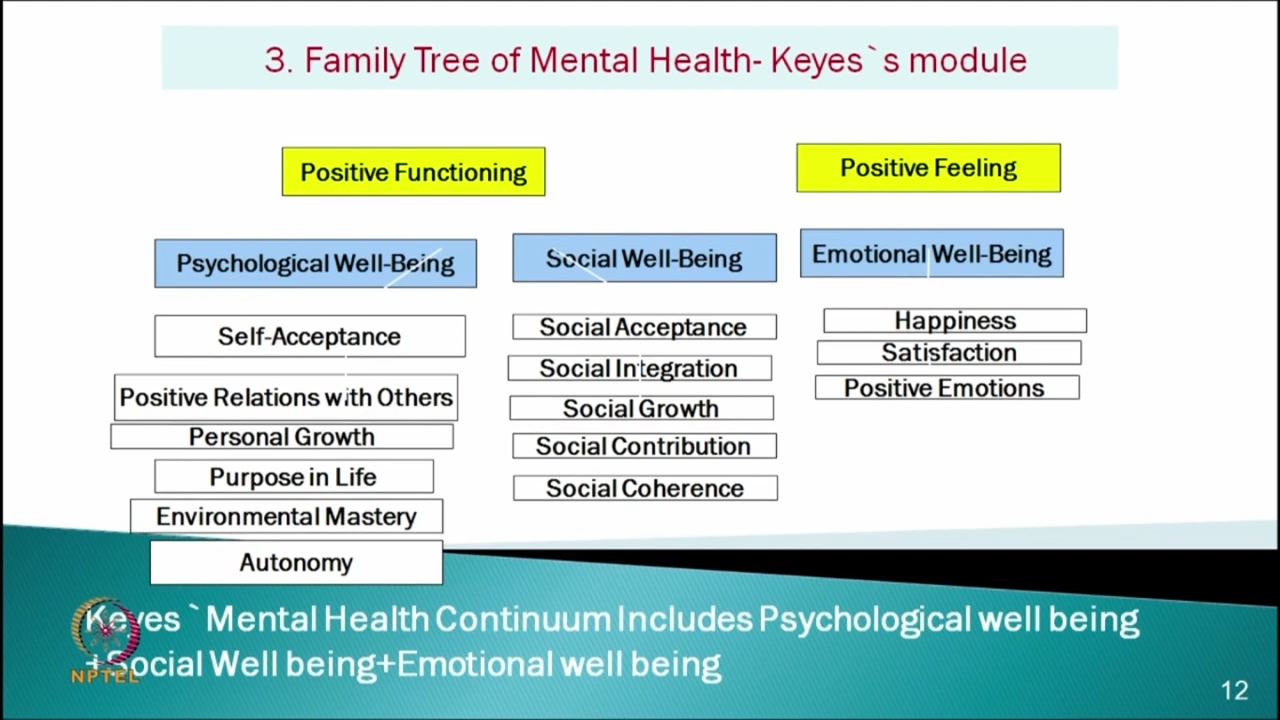 3. Family Tree of Mental Health- Keyes`s module
Positive Functioning
Positive Feeling
Psychological Well-Being
Social Well-Being
Emotional Well-Being
Self-Acceptance
Positive Relations with Others
Personal Growth
Purpose in Life
Environmental Mastery
Autonomy
Social Acceptance
Social Integration
Social Growth
Social Contribution
Social Coherence
Happiness
Satisfaction
Positive Emotions
Keyes`Mental Health Continuum Includes Psychological well being
+Social Well being+Emotional well being
NPTEL
12